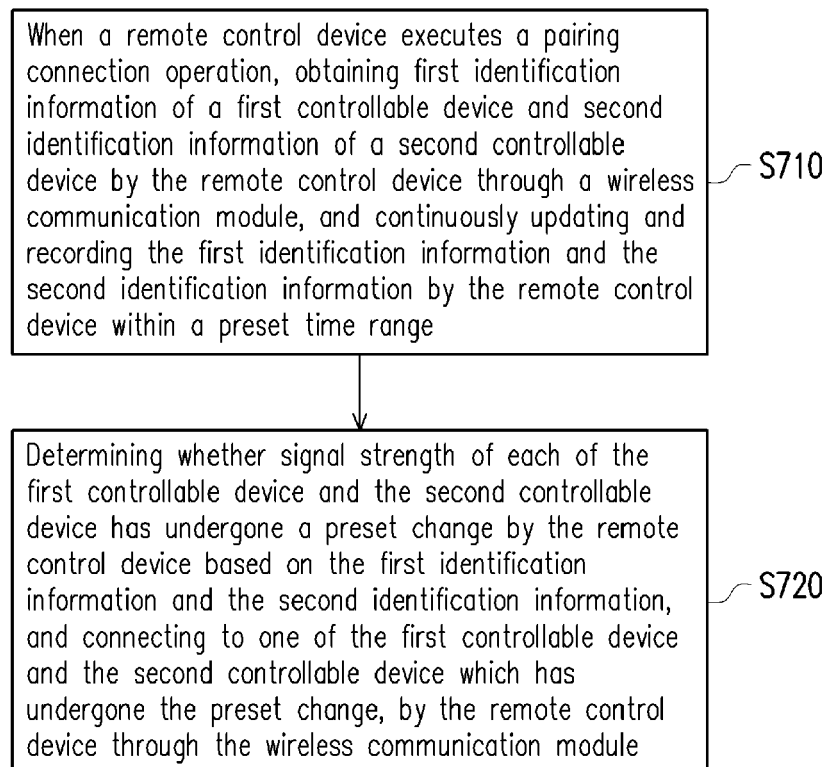 When a remote control device executes a pairing
connection operation, obtaining first identification
information of a first controllable device and second
identification information of a second controllable
device by the remote control device through a wireless
communication module, and continuously updating and
recording the first identification information and the
second identification information by the remote control
device within a preset time range
S710
Determining whether signal strength of each of the
first controllable device and the second controllable
device has undergone a preset change by the remote
control device based on the first identification
information and the second identification information,
and connecting to one of the first controllable device
and the second controllable device which has
undergone the preset change, by the remote control
device through the wireless communication module
S720